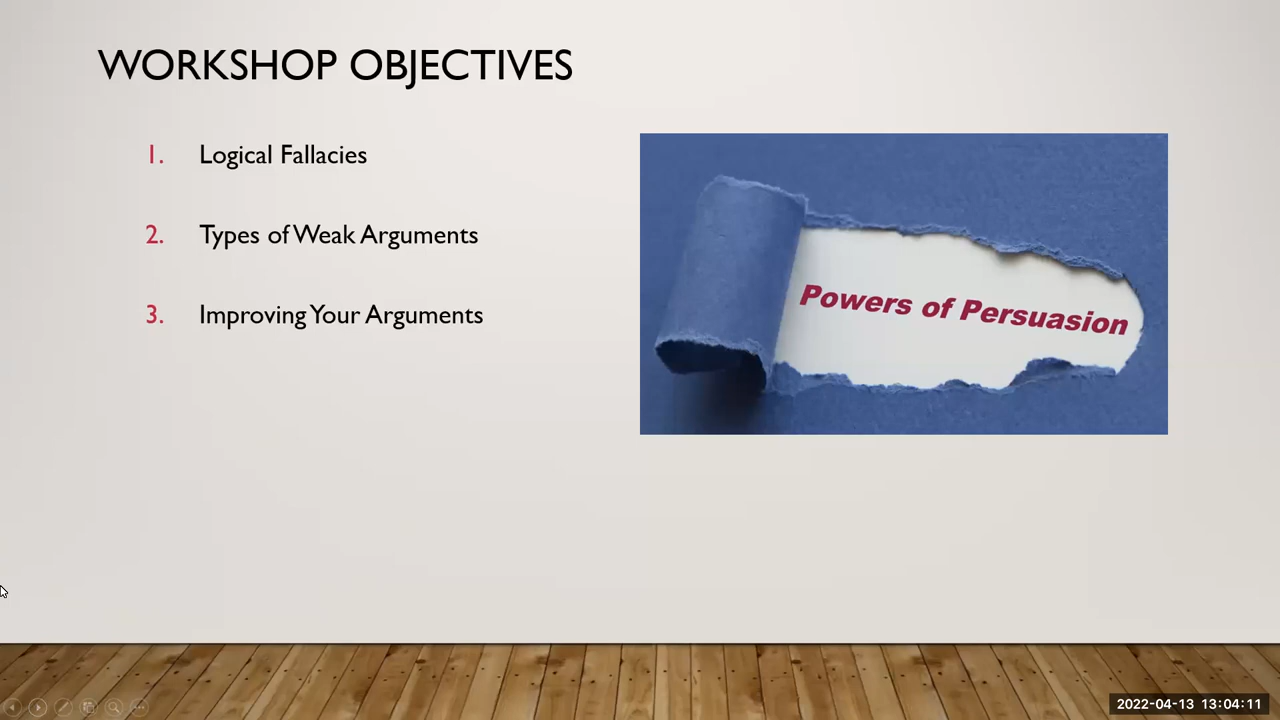 WORKSHOP OBJECTIVES
1. Logical Fallacies
2. Types of Weak Arguments
3. Improving Your Arguments
Powers of Persuasion
2022-04-13 13:04:11